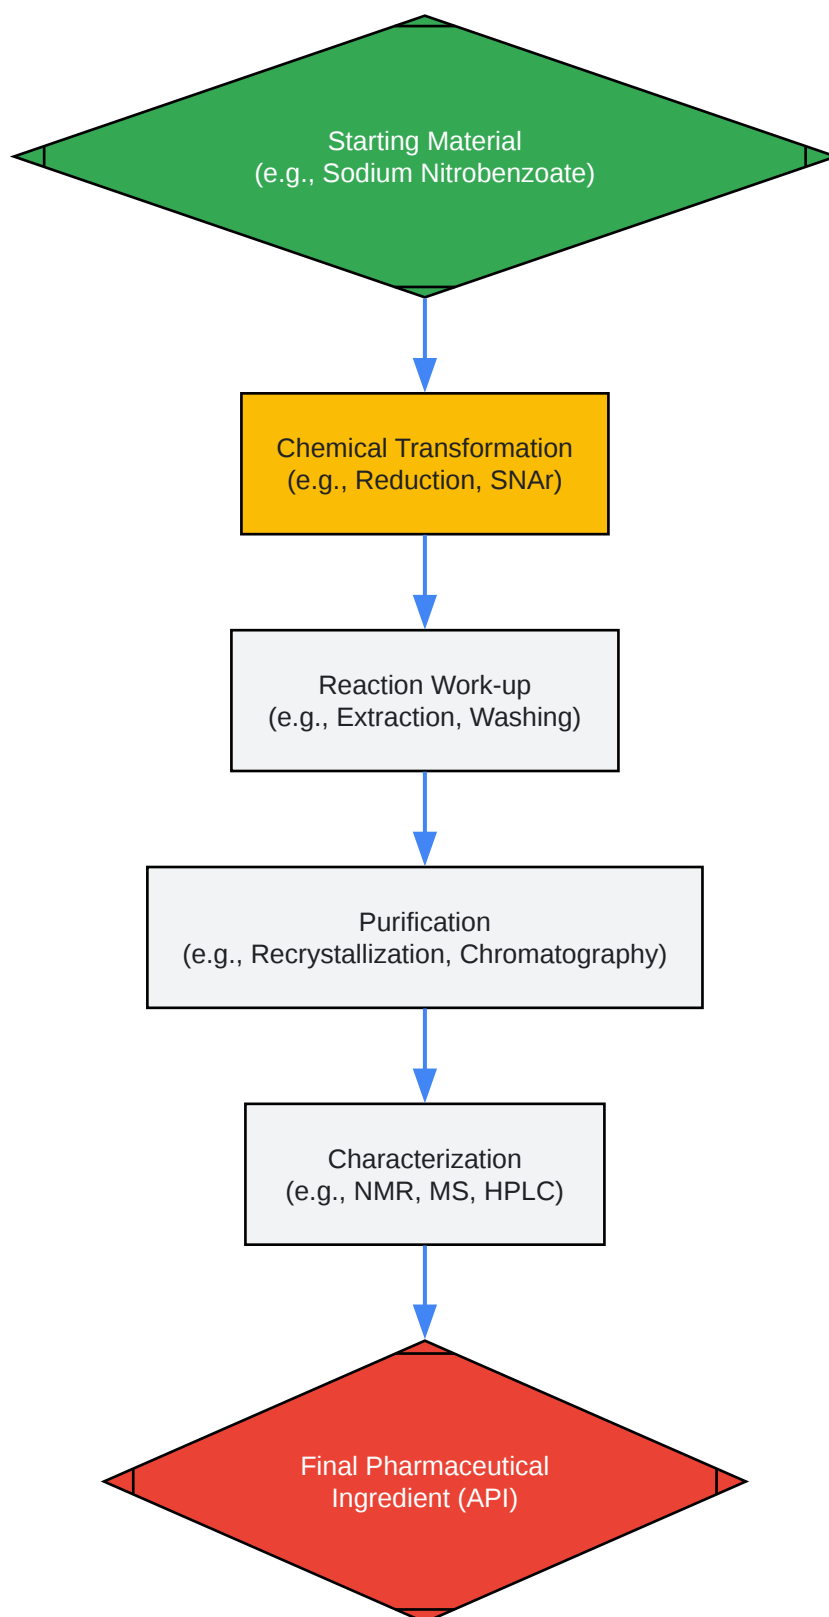 Starting Material
(e.g., Sodium Nitrobenzoate)
Chemical Transformation
(e.g., Reduction, SNAr)
Reaction Work-up
(e.g., Extraction, Washing)
Purification
(e.g., Recrystallization, Chromatography)
Characterization
(e.g., NMR, MS, HPLC)
Final Pharmaceutical
Ingredient (API)